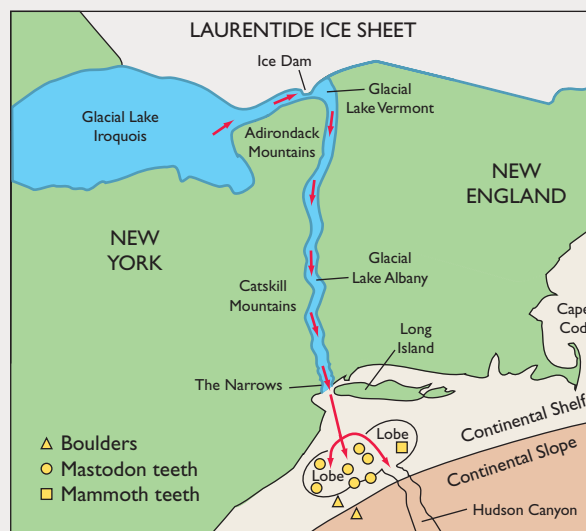 LAURENTIDE ICE SHEET
Ice Dam
Glacial
Lake Vermont
Glacial Lake
Iroquois
Adirondack
Mountains
NEW
ENGLAND
NEW
YORK
Glacial
Lake Albany
Catskill
Mountains
Cape
Cod
Long
Island
The Narrows
Continental Shelf
Lobe
Boulders
Mastodon teeth
Mammoth teeth
Lobe
Continental Slope
Hudson Canyon